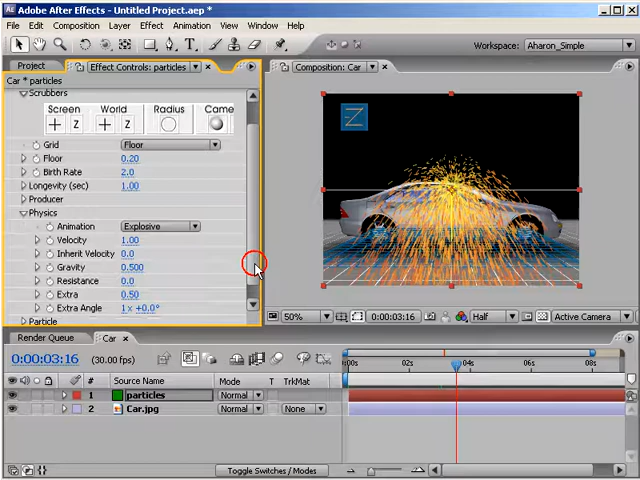 Adobe After Effects - Untitled Project.aep *
File Edit Composition Layer Effect Animation View Window Help
Workspace: Aharon_Simple
Project Effect Controls: particles
Composition: Car
Car * particles
Scrubbers
Screen World Radius Came
Z Z
Z
Grid Floor
Floor 0.20
Birth Rate 2.0
Longevity (sec) 1.00
Producer
Physics
Animation Explosive
Velocity 1.00
Inherit Velocity 0.0
Gravity 0.500
Resistance 0.0
Extra 0.50
Extra Angle 1 x +0.0°
Particle
50% 0:00:03:16 Half Active Camera
Render Queue Car
0:00:03:16 (30.00 fps)
:00s 02s 04s 06s 08s
# Source Name Mode T TrkMat
1 particles Normal
2 Car.jpg Normal None
Toggle Switches / Modes